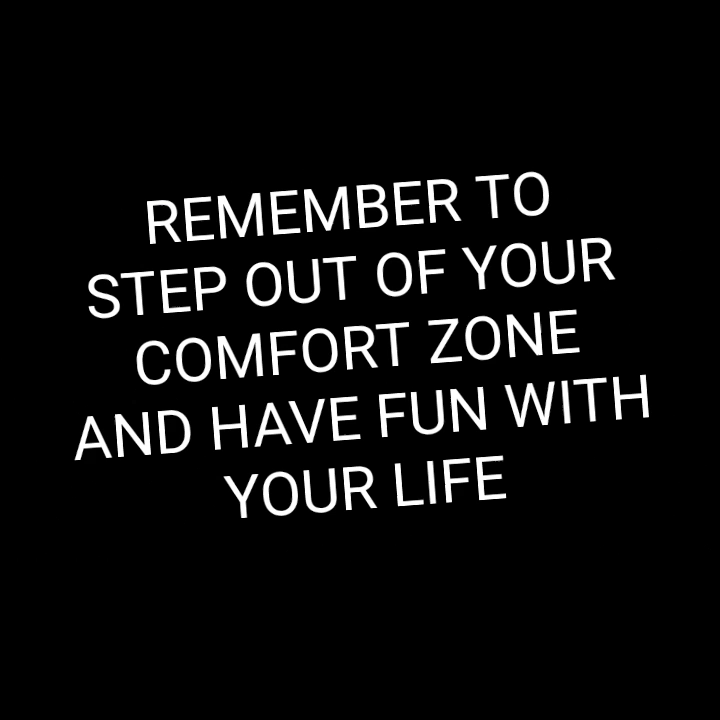 REMEMBER TO
STEP OUT OF YOUR
COMFORT ZONE
AND HAVE FUN WITH
YOUR LIFE